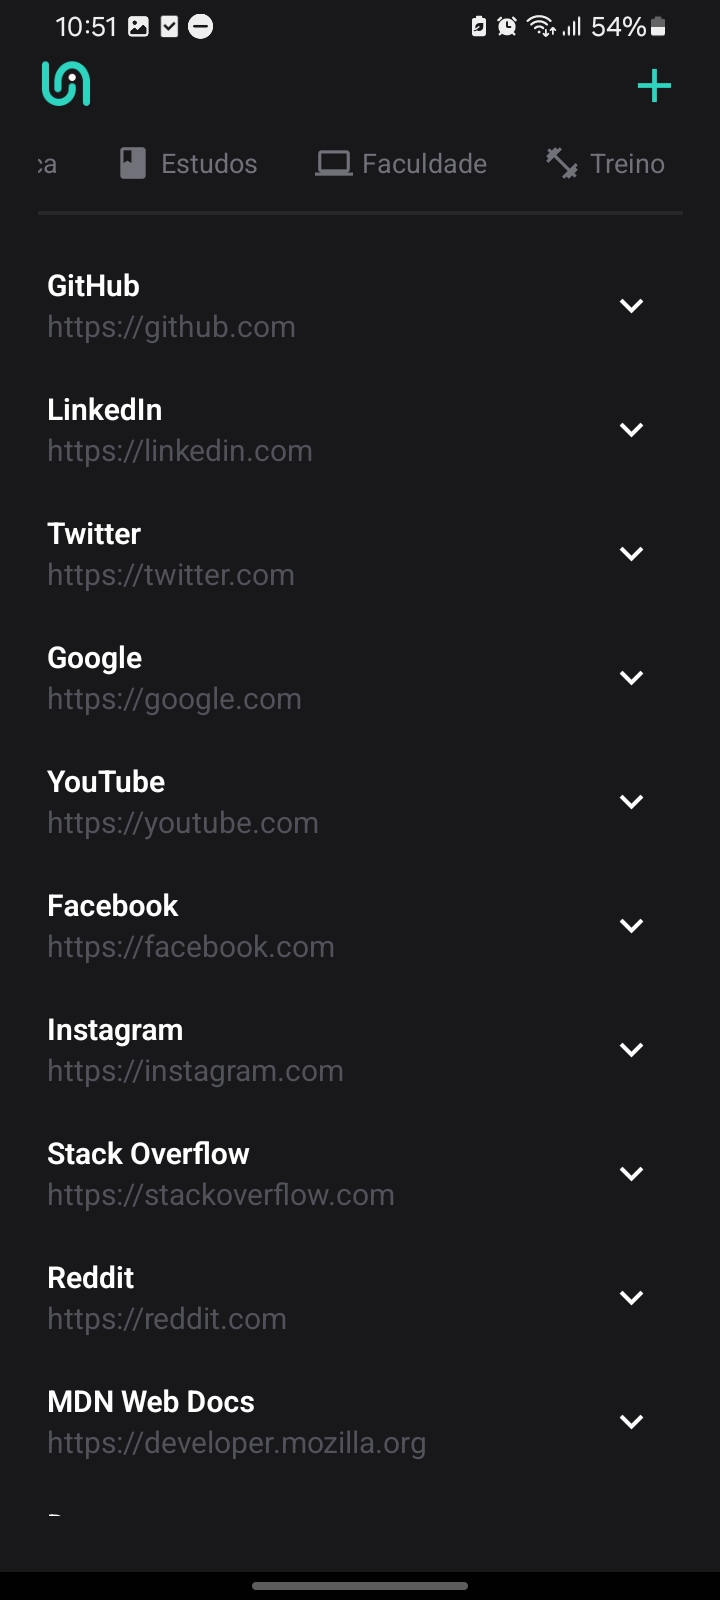 10:51
54%
Estudos
Faculdade
Treino
GitHub
https://github.com
LinkedIn
https://linkedin.com
Twitter
https://twitter.com
Google
https://google.com
YouTube
https://youtube.com
Facebook
https://facebook.com
Instagram
https://instagram.com
Stack Overflow
https://stackoverflow.com
Reddit
https://reddit.com
MDN Web Docs
https://developer.mozilla.org